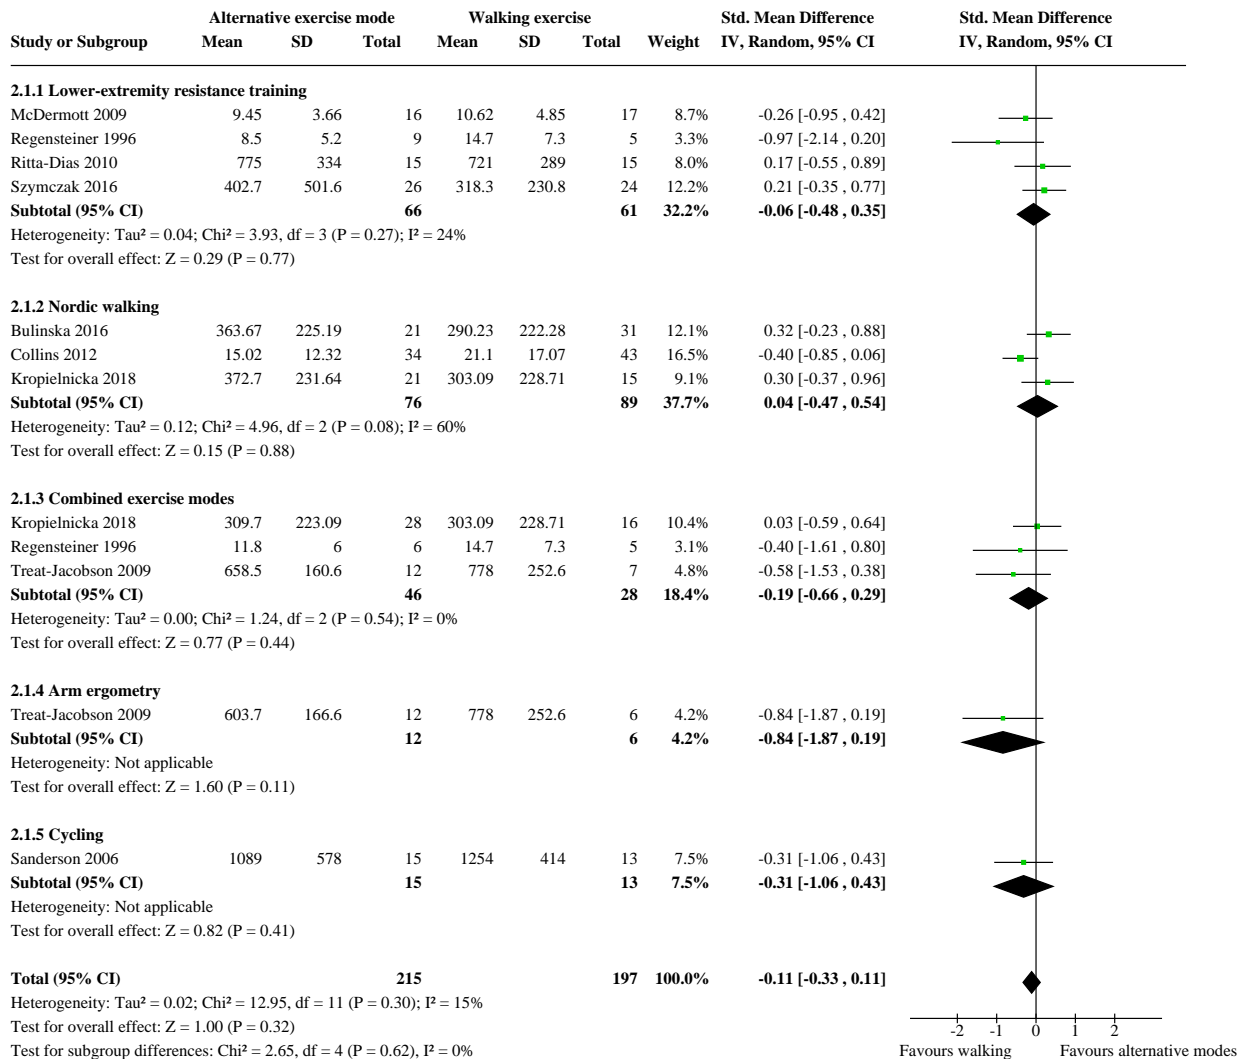 Alternative exercise mode Walking exercise Std. Mean Difference Std. Mean Difference
Study or Subgroup Mean SD Total Mean SD Total Weight IV, Random, 95% CI IV, Random, 95% CI
2.1.1 Lower-extremity resistance training
McDermott 2009 9.45 3.66 16 10.62 4.85 17 8.7% -0.26 [-0.95 , 0.42]
Regensteiner 1996 8.5 5.2 9 14.7 7.3 5 3.3% -0.97 [-2.14 , 0.20]
Ritta-Dias 2010 775 334 15 721 289 15 8.0% 0.17 [-0.55 , 0.89]
Szymczak 2016 402.7 501.6 26 318.3 230.8 24 12.2% 0.21 [-0.35 , 0.77]
Subtotal (95% CI) 66 61 32.2% -0.06 [-0.48 , 0.35]
Heterogeneity: Tau² = 0.04; Chi² = 3.93, df = 3 (P = 0.27); I² = 24%
Test for overall effect: Z = 0.29 (P = 0.77)
2.1.2 Nordic walking
Bulinska 2016 363.67 225.19 21 290.23 222.28 31 12.1% 0.32 [-0.23 , 0.88]
Collins 2012 15.02 12.32 34 21.1 17.07 43 16.5% -0.40 [-0.85 , 0.06]
Kropielnicka 2018 372.7 231.64 21 303.09 228.71 15 9.1% 0.30 [-0.37 , 0.96]
Subtotal (95% CI) 76 89 37.7% 0.04 [-0.47 , 0.54]
Heterogeneity: Tau² = 0.12; Chi² = 4.96, df = 2 (P = 0.08); I² = 60%
Test for overall effect: Z = 0.15 (P = 0.88)
2.1.3 Combined exercise modes
Kropielnicka 2018 309.7 223.09 28 303.09 228.71 16 10.4% 0.03 [-0.59 , 0.64]
Regensteiner 1996 11.8 6 6 14.7 7.3 5 3.1% -0.40 [-1.61 , 0.80]
Treat-Jacobson 2009 658.5 160.6 12 778 252.6 7 4.8% -0.58 [-1.53 , 0.38]
Subtotal (95% CI) 46 28 18.4% -0.19 [-0.66 , 0.29]
Heterogeneity: Tau² = 0.00; Chi² = 1.24, df = 2 (P = 0.54); I² = 0%
Test for overall effect: Z = 0.77 (P = 0.44)
2.1.4 Arm ergometry
Treat-Jacobson 2009 603.7 166.6 12 778 252.6 6 4.2% -0.84 [-1.87 , 0.19]
Subtotal (95% CI) 12 6 4.2% -0.84 [-1.87 , 0.19]
Heterogeneity: Not applicable
Test for overall effect: Z = 1.60 (P = 0.11)
2.1.5 Cycling
Sanderson 2006 1089 578 15 1254 414 13 7.5% -0.31 [-1.06 , 0.43]
Subtotal (95% CI) 15 13 7.5% -0.31 [-1.06 , 0.43]
Heterogeneity: Not applicable
Test for overall effect: Z = 0.82 (P = 0.41)
Total (95% CI) 215 197 100.0% -0.11 [-0.33 , 0.11]
Heterogeneity: Tau² = 0.02; Chi² = 12.95, df = 11 (P = 0.30); I² = 15%
Test for overall effect: Z = 1.00 (P = 0.32)
Test for subgroup differences: Chi² = 2.65, df = 4 (P = 0.62), I² = 0%
-2 -1 0 1 2
Favours walking Favours alternative modes